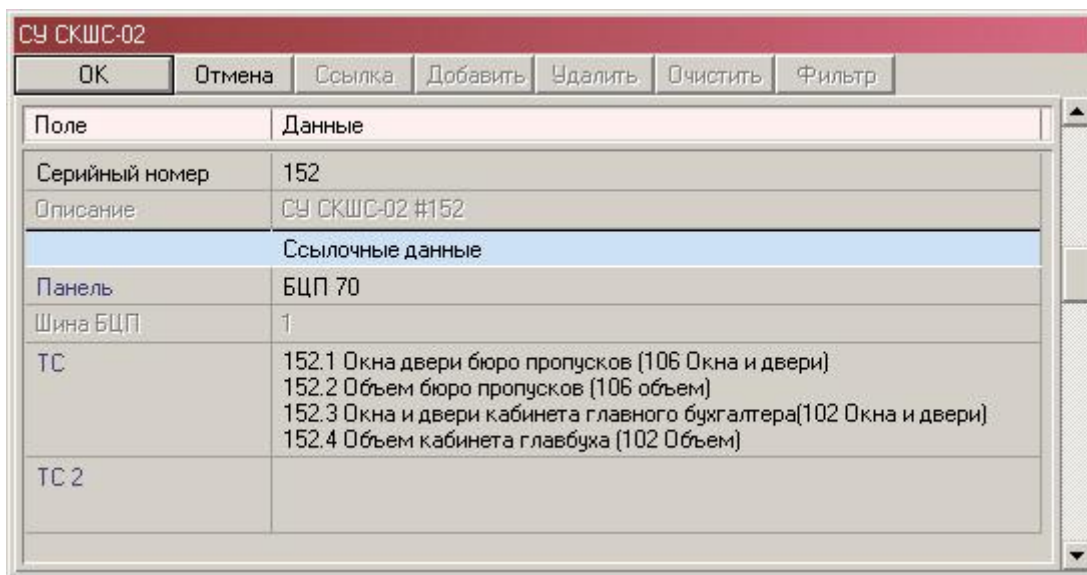 СУ СКШС-02
ОК Отмена Ссылка Добавить Удалить Очистить Фильтр
Поле Данные
Серийный номер 152
Описание СУ СКШС-02 #152
Ссылочные данные
Панель БЦП 70
Шина БЦП 1
ТС 152.1 Окна двери бюро пропусков (106 Окна и двери)
152.2 Объем бюро пропусков (106 объем)
152.3 Окна и двери кабинета главного бухгалтера(102 Окна и двери)
152.4 Объем кабинета главбуха (102 Объем)
ТС 2